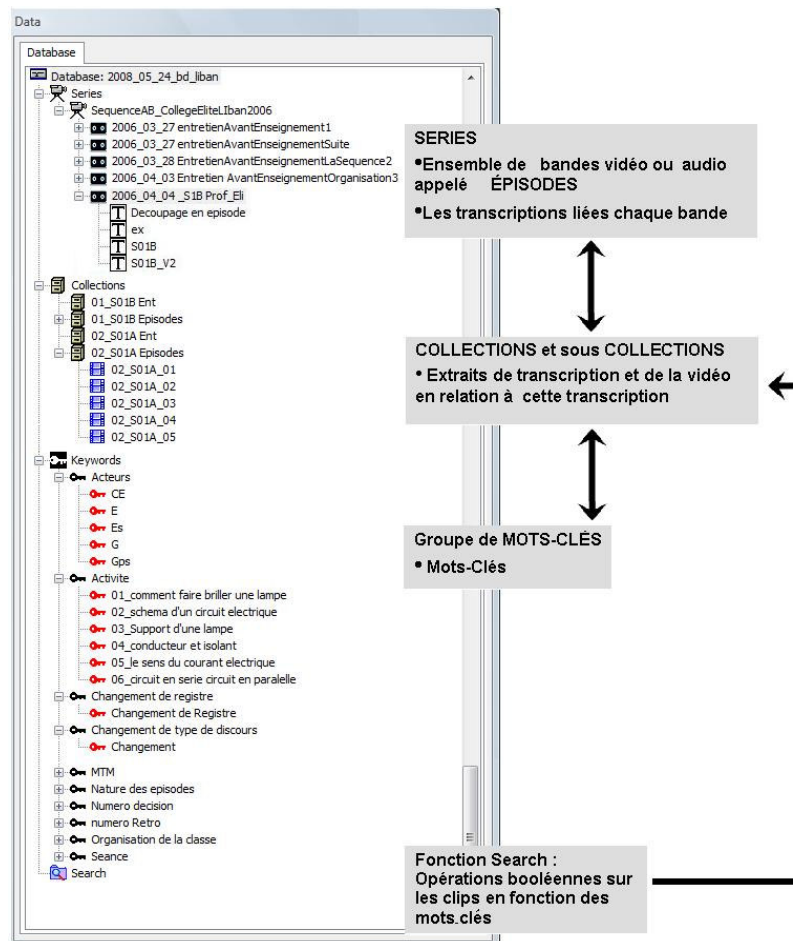 Data
Database
Database: 2008_05_24_bd_liban
Series
SequenceAB_CollegeEliteLIban2006
2006_03_27 entretienAvantEnseignement1
2006_03_27 entretienAvantEnseignementSuite
2006_03_28 EntretienAvantEnseignementLaSequence2
2006_04_03 Entretien AvantEnseignementOrganisation3
2006_04_04 _S1B Prof_Eli
Decoupage en episode
ex
S01B
S01B_V2
Collections
01_S01B Ent
01_S01B Episodes
02_S01A Ent
02_S01A Episodes
02_S01A_01
02_S01A_02
02_S01A_03
02_S01A_04
02_S01A_05
Keywords
Acteurs
CE
E
Es
G
Gps
Activite
01_comment faire briller une lampe
02_schema d'un circuit electrique
03_Support d'une lampe
04_conducteur et isolant
05_le sens du courant electrique
06_circuit en serie circuit en paralelle
Changement de registre
Changement de Registre
Changement de type de discours
Changement
MTM
Nature des episodes
Numero decision
numero Retro
Organisation de la classe
Seance
Search
SERIES
•Ensemble de bandes vidéo ou audio
appelé ÉPISODES
•Les transcriptions liées chaque bande
COLLECTIONS et sous COLLECTIONS
• Extraits de transcription et de la vidéo
en relation à cette transcription
Groupe de MOTS-CLÉS
• Mots-Clés
Fonction Search :
Opérations booléennes sur
les clips en fonction des
mots.clés